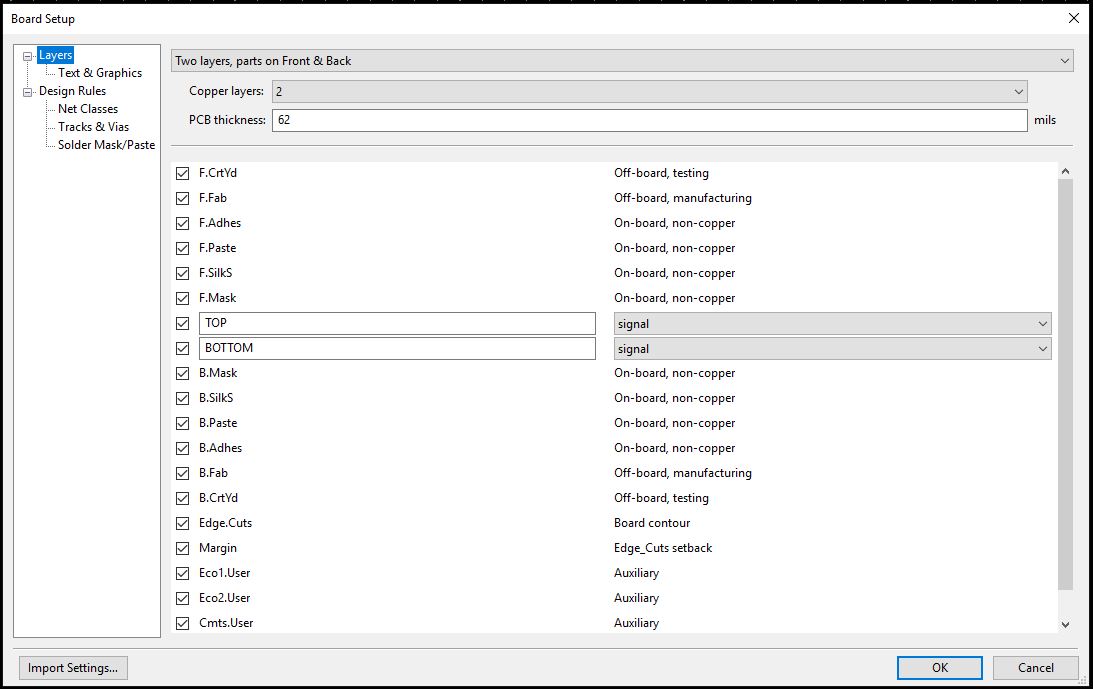 Board Setup
Layers
Text & Graphics
Design Rules
Net Classes
Tracks & Vias
Solder Mask/Paste
Two layers, parts on Front & Back
Copper layers: 2
PCB thickness: 62 mils
F.CrtYd Off-board, testing
F.Fab Off-board, manufacturing
F.Adhes On-board, non-copper
F.Paste On-board, non-copper
F.SilkS On-board, non-copper
F.Mask On-board, non-copper
TOP signal
BOTTOM signal
B.Mask On-board, non-copper
B.SilkS On-board, non-copper
B.Paste On-board, non-copper
B.Adhes On-board, non-copper
B.Fab Off-board, manufacturing
B.CrtYd Off-board, testing
Edge.Cuts Board contour
Margin Edge_Cuts setback
Eco1.User Auxiliary
Eco2.User Auxiliary
Cmts.User Auxiliary
Import Settings... OK Cancel